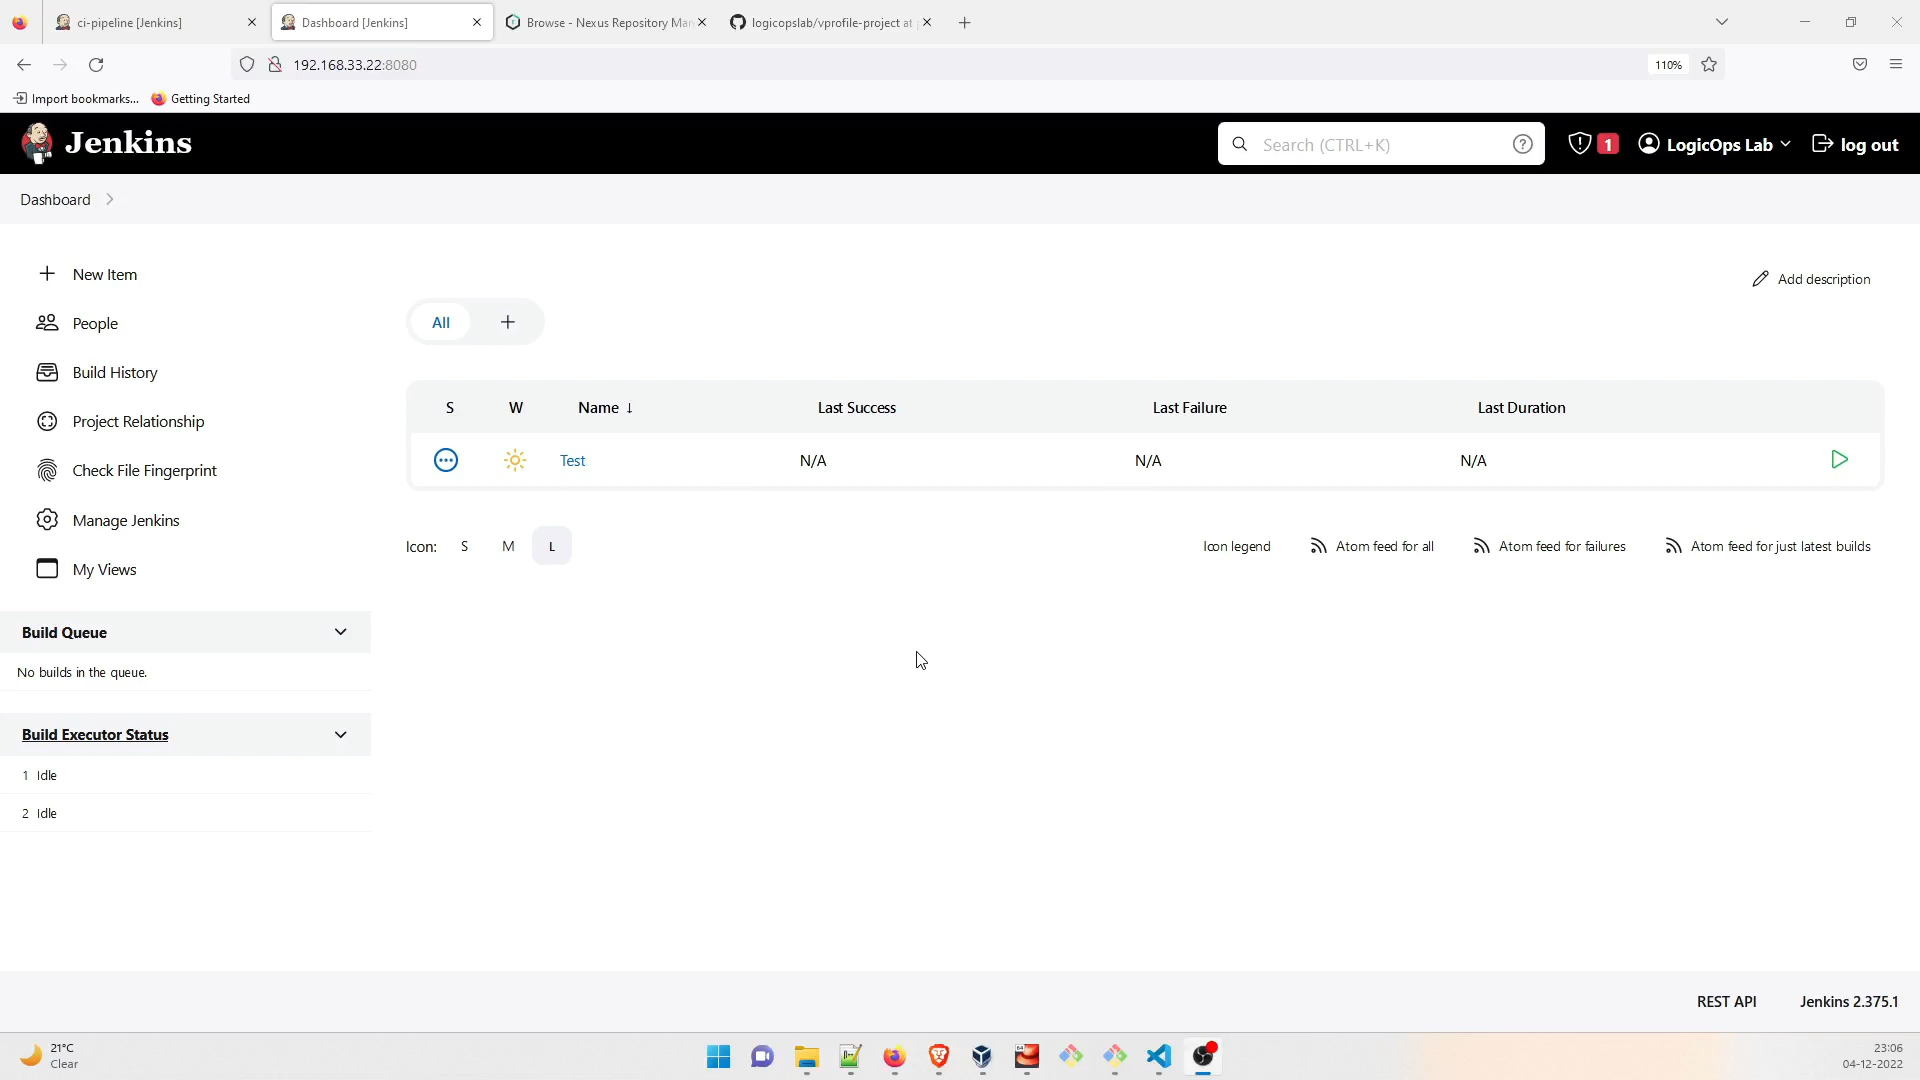 ci-pipeline [Jenkins]
Dashboard [Jenkins]
Browse - Nexus Repository Man
logicopslab/vprofile-project at
192.168.33.22:8080
110%
Import bookmarks...
Getting Started
Jenkins
Search (CTRL+K)
1
LogicOps Lab
log out
Dashboard
New Item
People
Build History
Project Relationship
Check File Fingerprint
Manage Jenkins
My Views
Build Queue
No builds in the queue.
Build Executor Status
1 Idle
2 Idle
Add description
All
S W Name ↓ Last Success Last Failure Last Duration
Test N/A N/A N/A
Icon: S M L
Icon legend
Atom feed for all
Atom feed for failures
Atom feed for just latest builds
REST API
Jenkins 2.375.1
21°C
Clear
23:06
04-12-2022